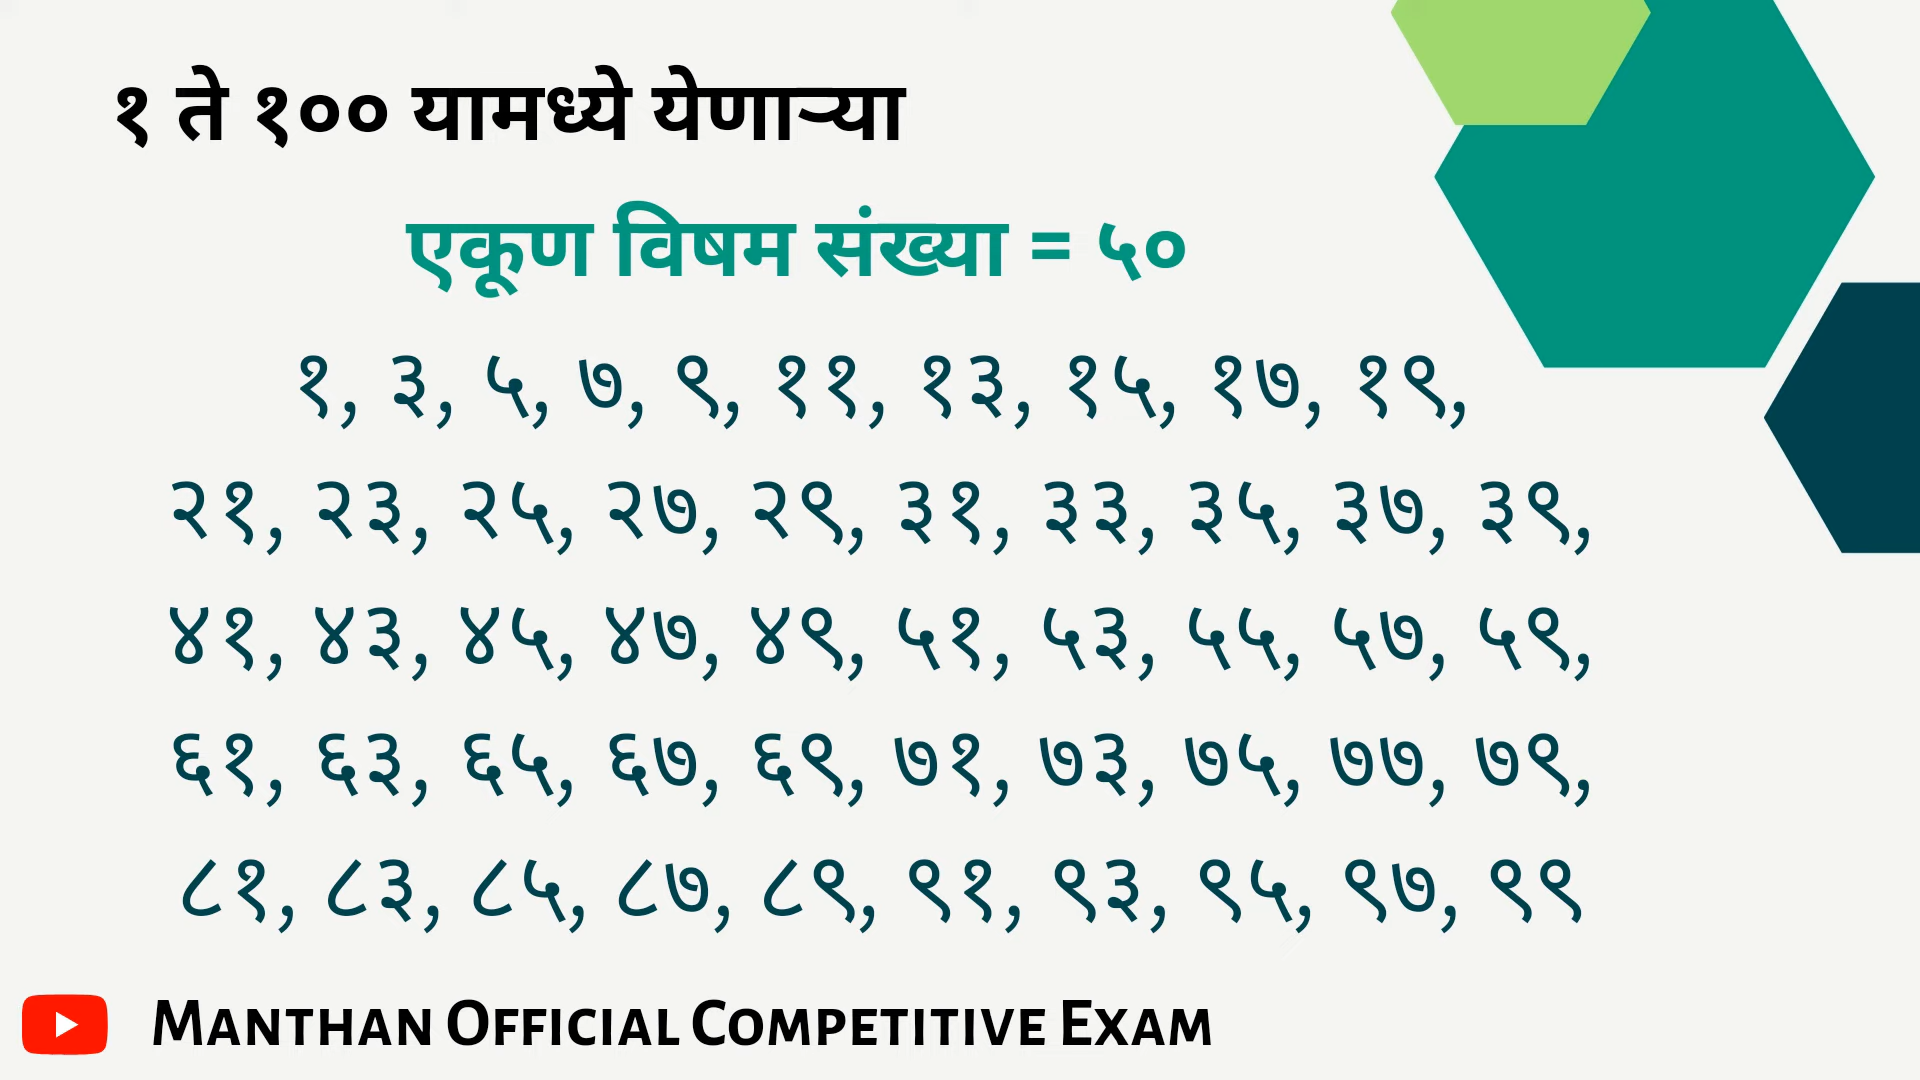 १ ते १०० यामध्ये येणाऱ्या
एकूण विषम संख्या = ५०
१, ३, ५, ७, ९, ११, १३, १५, १७, १९,
२१, २३, २५, २७, २९, ३१, ३३, ३५, ३७, ३९,
४१, ४३, ४५, ४७, ४९, ५१, ५३, ५५, ५७, ५९,
६१, ६३, ६५, ६७, ६९, ७१, ७३, ७५, ७७, ७९,
८१, ८३, ८५, ८७, ८९, ९१, ९३, ९५, ९७, ९९
Manthan Official Competitive Exam